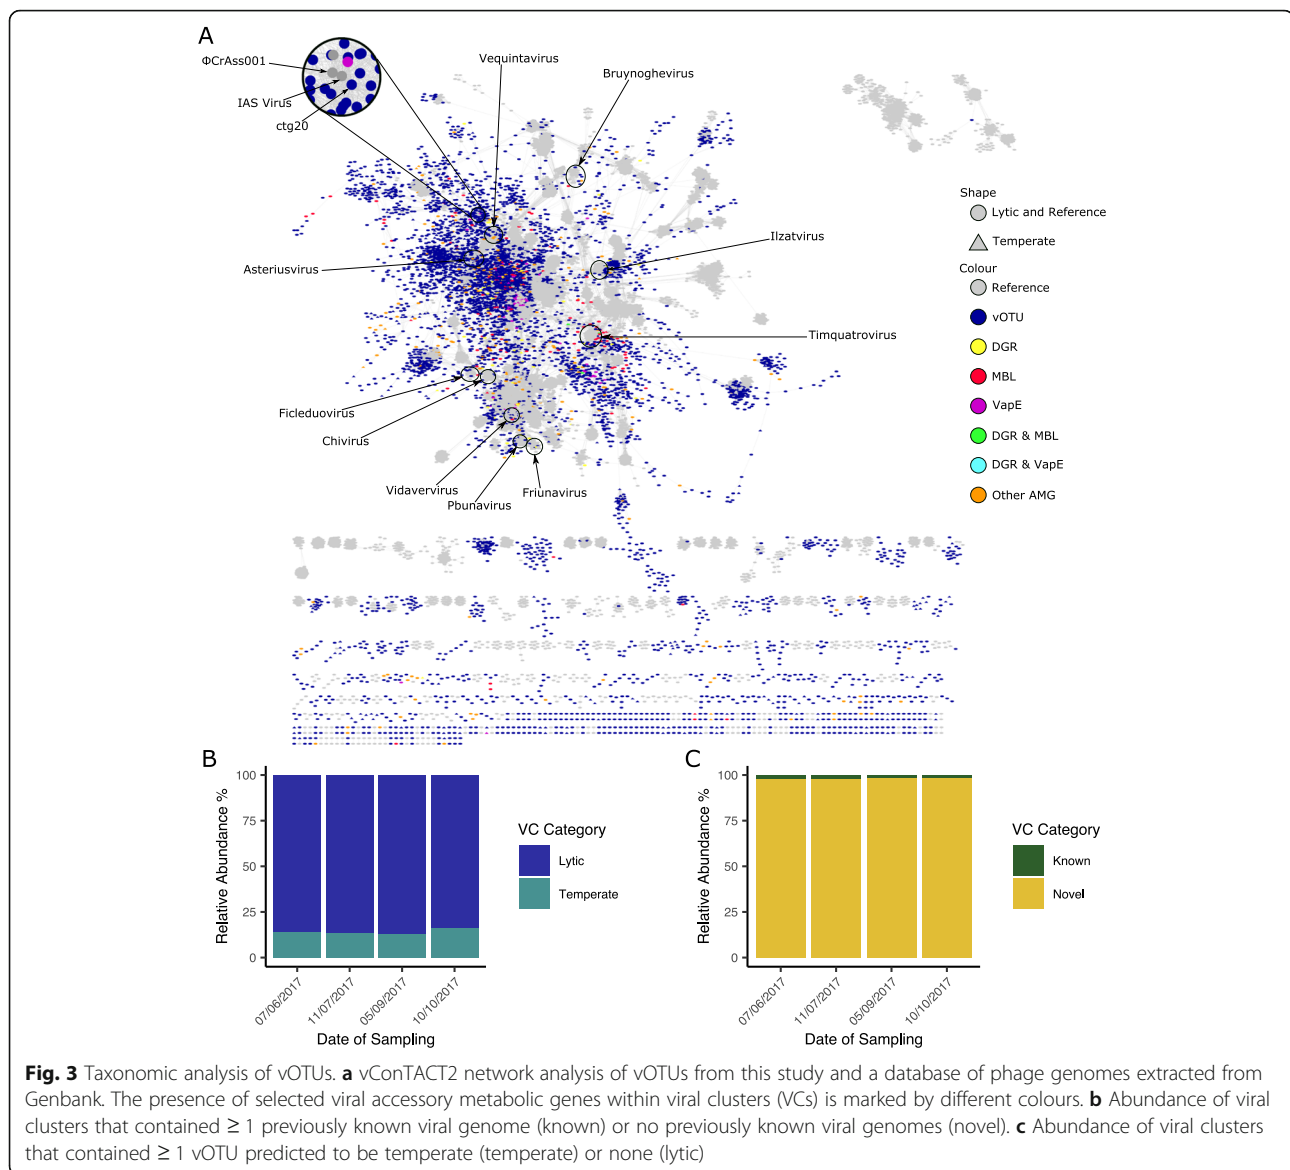 A
ΦCrAss001
IAS Virus
ctg20
Vequintavirus
Bruynoghevirus
Asteriusvirus
Ilzatvirus
Timquatrovirus
Ficleduovirus
Chivirus
Vidavervirus
Pbunavirus
Friunavirus
Shape
Lytic and Reference
Temperate
Colour
Reference
vOTU
DGR
MBL
VapE
DGR & MBL
DGR & VapE
Other AMG
B
Relative Abundance %
100
75
50
25
0
07/06/2017
11/07/2017
05/09/2017
10/10/2017
Date of Sampling
VC Category
Lytic
Temperate
C
Relative Abundance %
100
75
50
25
0
07/06/2017
11/07/2017
05/09/2017
10/10/2017
Date of Sampling
VC Category
Known
Novel
Fig. 3 Taxonomic analysis of vOTUs. a vConTACT2 network analysis of vOTUs from this study and a database of phage genomes extracted from
Genbank. The presence of selected viral accessory metabolic genes within viral clusters (VCs) is marked by different colours. b Abundance of viral
clusters that contained ≥ 1 previously known viral genome (known) or no previously known viral genomes (novel). c Abundance of viral clusters
that contained ≥ 1 vOTU predicted to be temperate (temperate) or none (lytic)